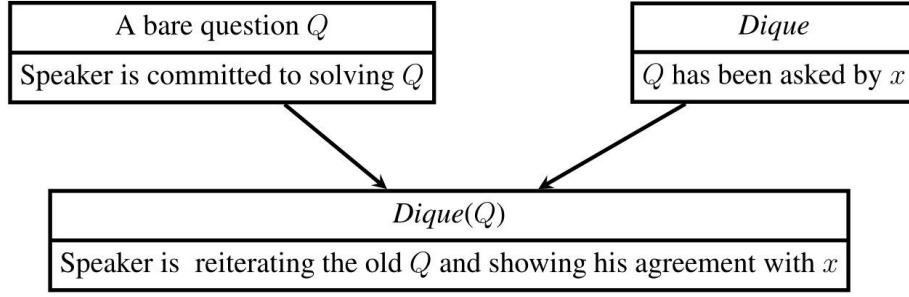 A bare question Q
Speaker is committed to solving Q
Dique
Q has been asked by x
Dique(Q)
Speaker is reiterating the old Q and showing his agreement with x